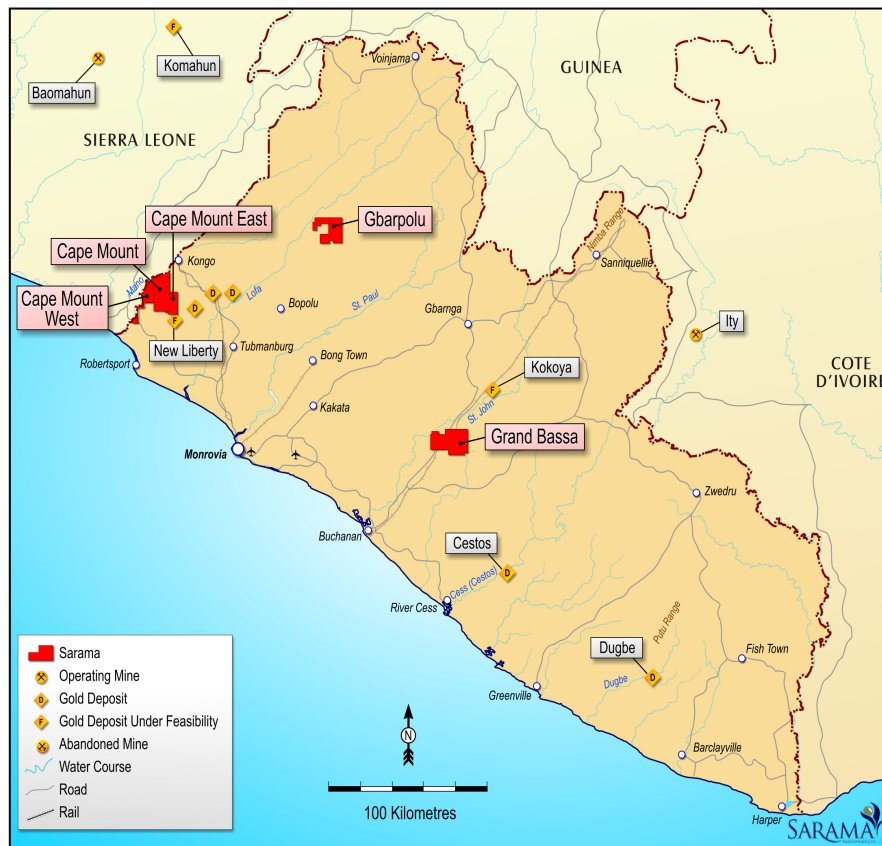 Komahun
F
Baomahun
Voinjama
GUINEA
SIERRA LEONE
Cape Mount East
Gbarpolu
Nimba Range
Cape Mount
Kongo
Sanniquellie
Mano
Lofa
D
D
D
Cape Mount
West
St. Paul
Bopolu
Gbarnga
F
New Liberty
Tubmanburg
Ity
Robertsport
Bong Town
Kokoya
F
COTE
D'IVOIRE
Kakata
St. John
Grand Bassa
Monrovia
Zwedru
Buchanan
Cestos
D
Cess (Cestos)
River Cess
Putu Range
Dugbe
Fish Town
D
Dugbe
Greenville
Barclayville
Harper
Sarama
Operating Mine
D Gold Deposit
F Gold Deposit Under Feasibility
Abandoned Mine
Water Course
Road
Rail
N
100 Kilometres
SARAMA